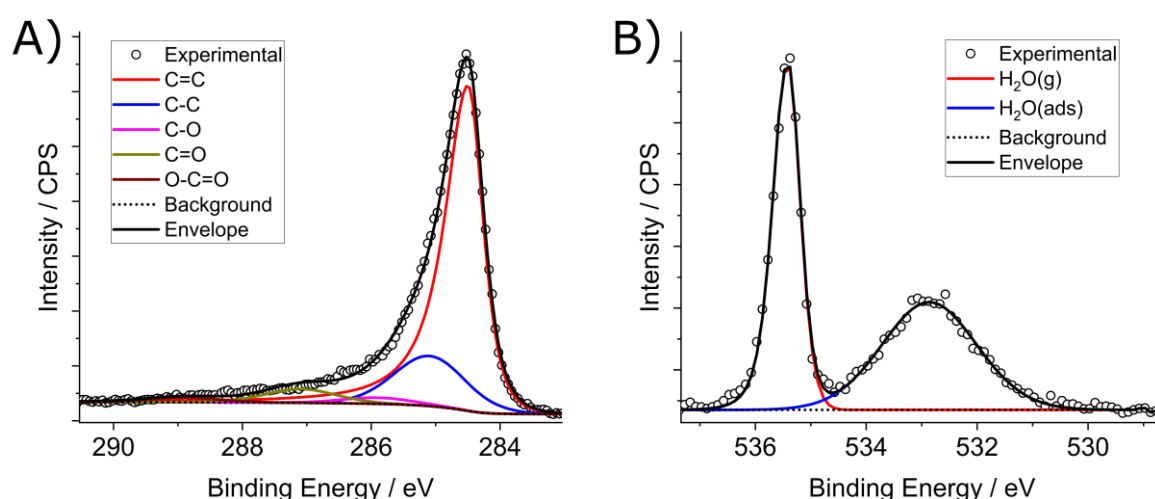 A)
Experimental
C=C
C-C
C-O
C=O
O-C=O
Background
Envelope
Intensity / CPS
290 288 286 284
Binding Energy / eV
B)
Experimental
H₂O(g)
H₂O(ads)
Background
Envelope
Intensity / CPS
536 534 532 530
Binding Energy / eV